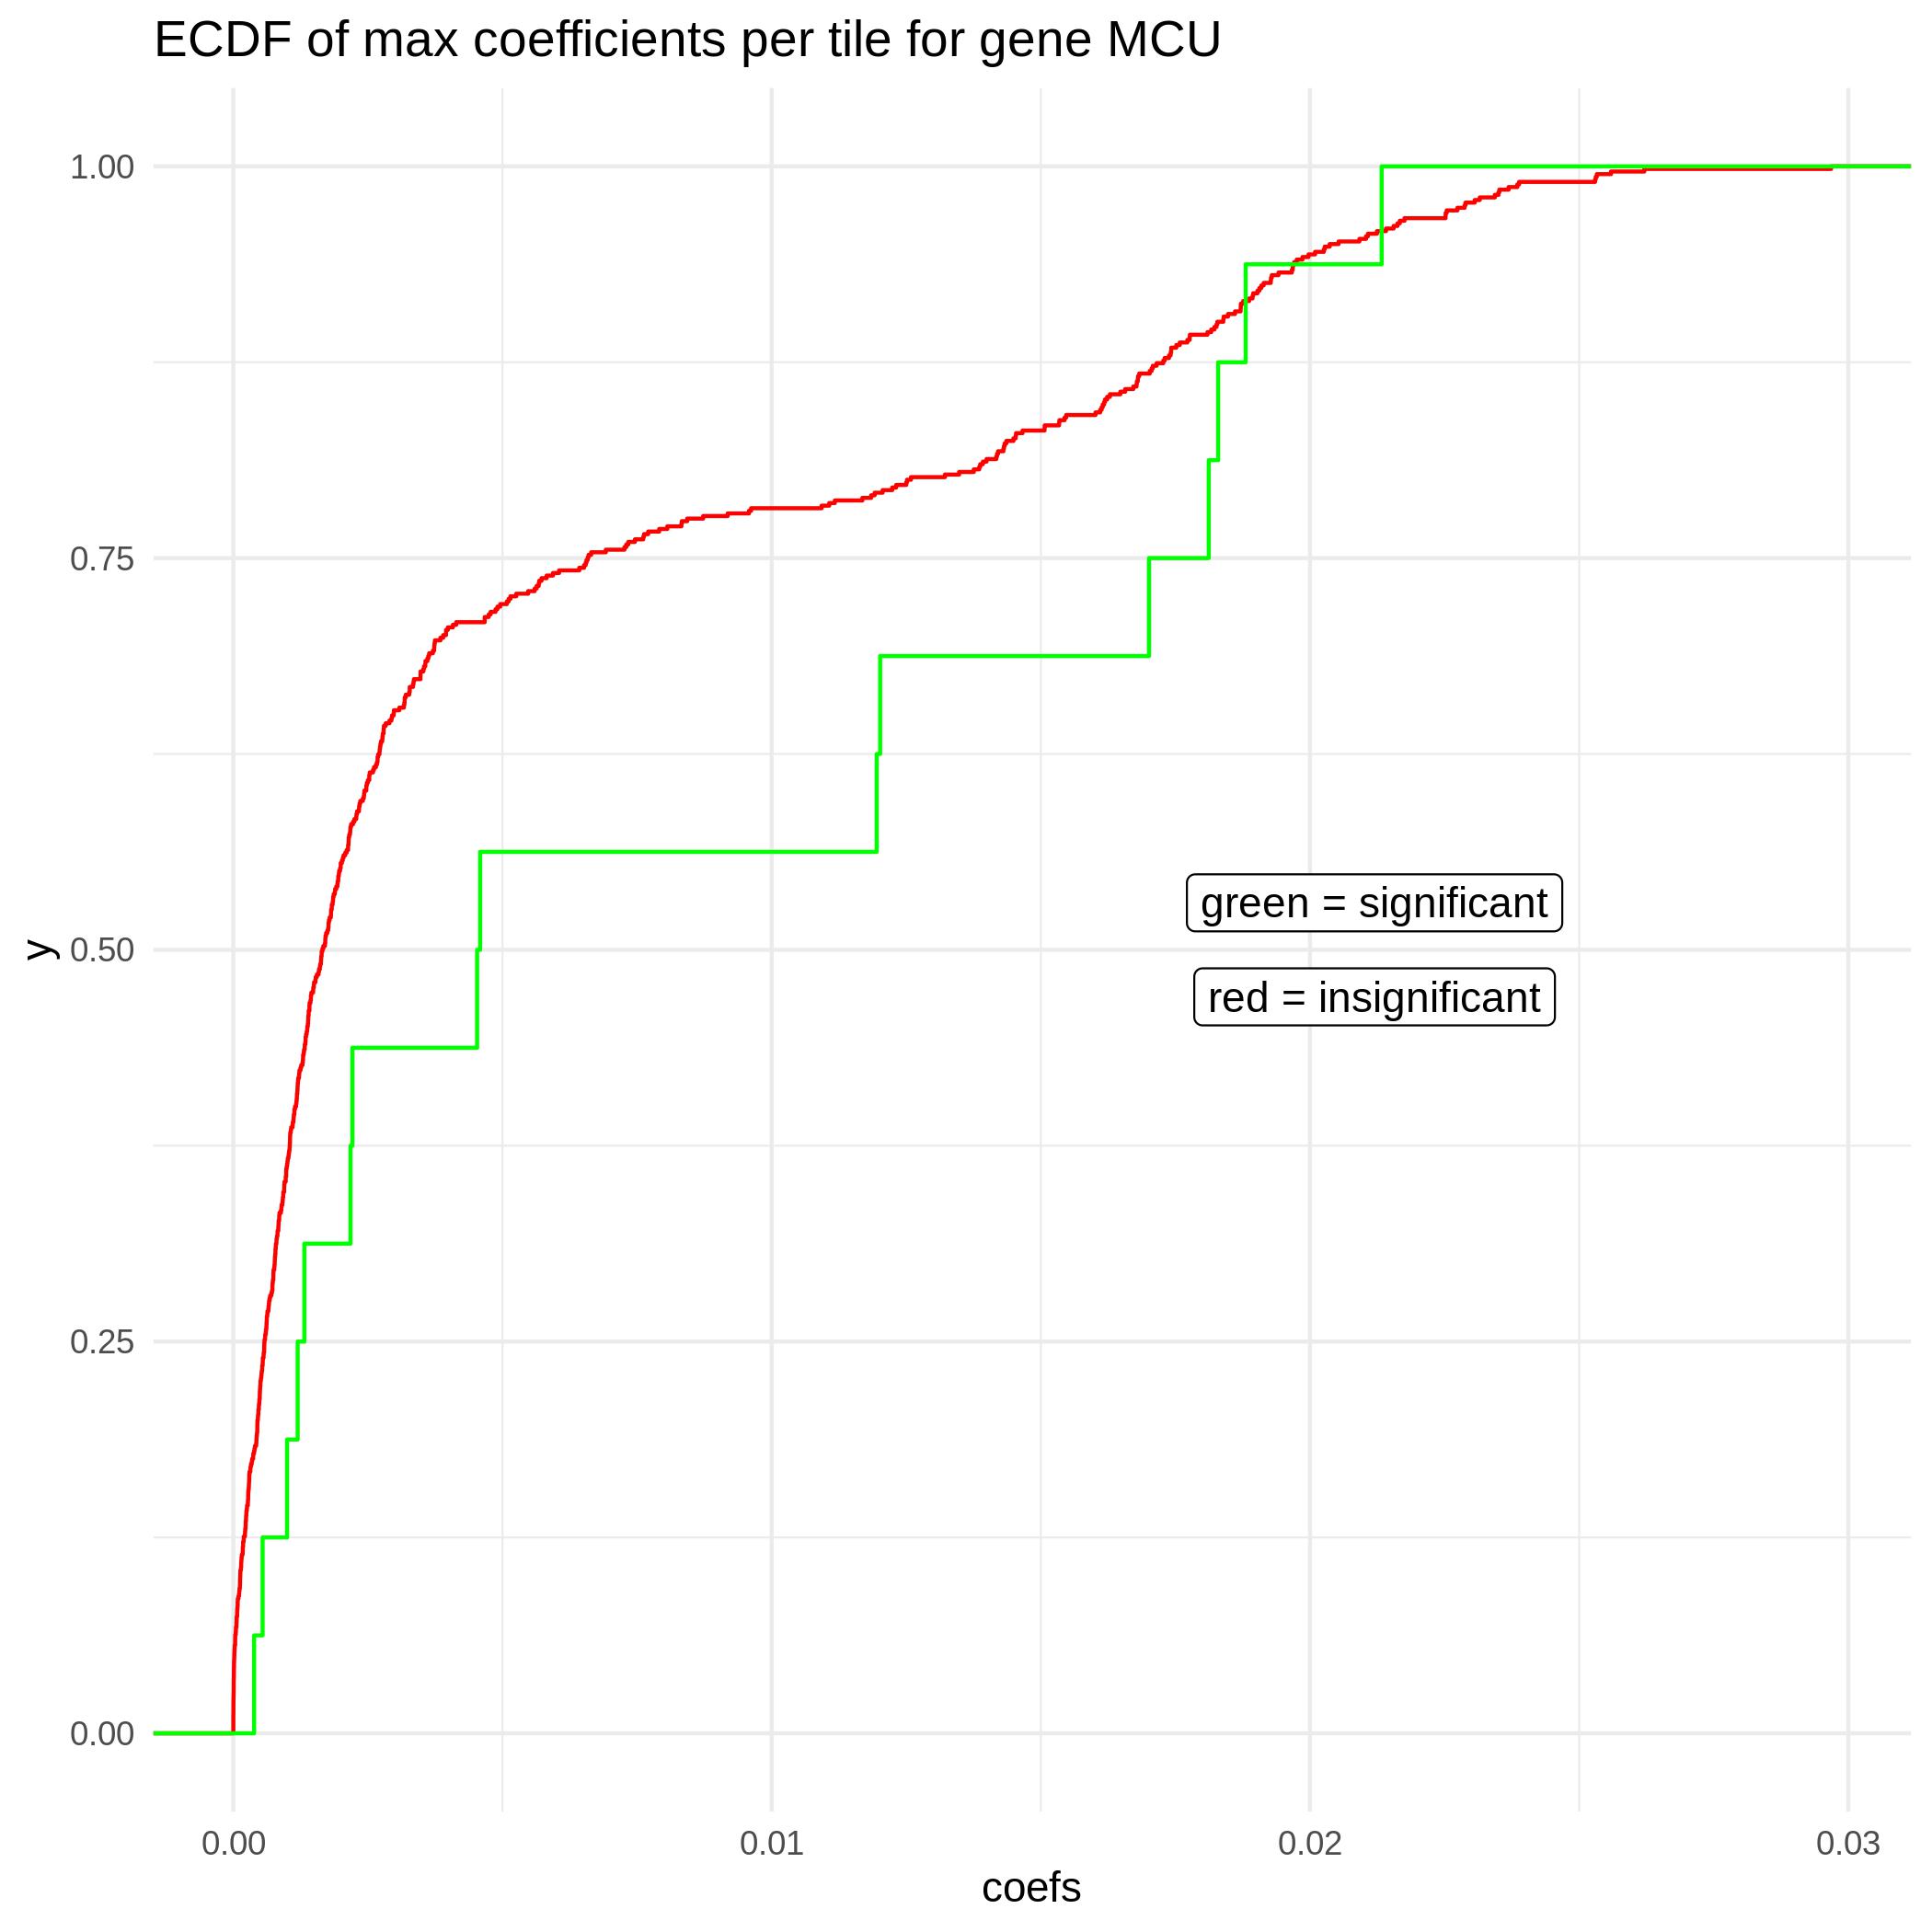 ECDF of max coefficients per tile for gene MCU
1.00
0.75
0.50
0.25
0.00
y
green = significant
red = insignificant
0.00 0.01 0.02 0.03
coefs